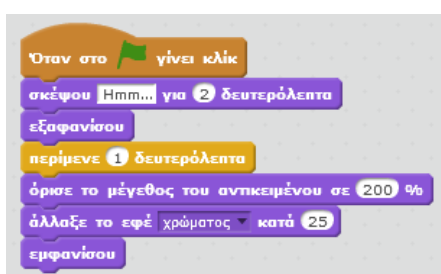 Όταν στο γίνει κλικ
σκέψου Hmm... για 2 δευτερόλεπτα
εξαφανίσου
περίμενε 1 δευτερόλεπτα
όρισε το μέγεθος του αντικειμένου σε 200 %
άλλαξε το εφέ χρώματος κατά 25
εμφανίσου